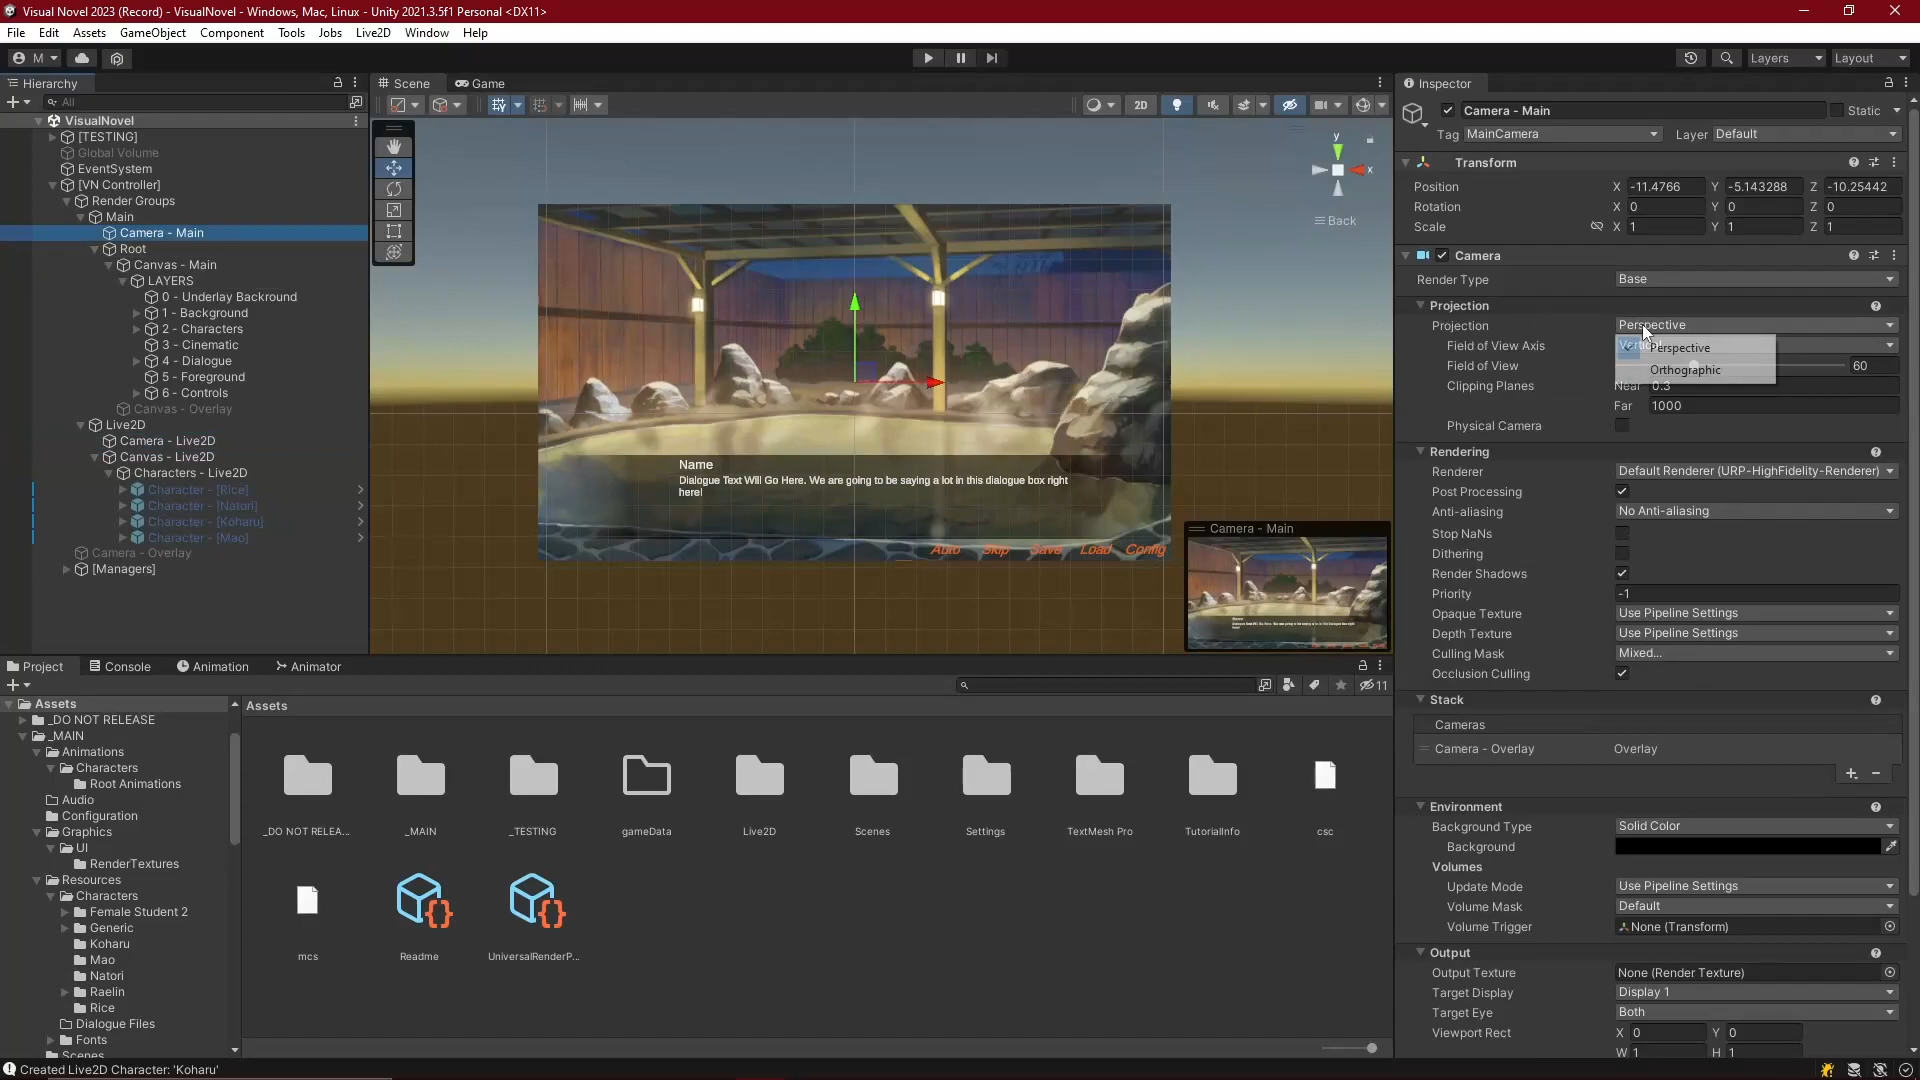 Visual Novel 2023 (Record) - VisualNovel - Windows, Mac, Linux - Unity 2021.3.5f1 Personal <DX11>
File Edit Assets GameObject Component Tools Jobs Live2D Window Help
M Layers Layout
Hierarchy
All
VisualNovel
[TESTING]
Global Volume
EventSystem
[VN Controller]
Render Groups
Main
Camera - Main
Root
Canvas - Main
LAYERS
0 - Underlay Backround
1 - Background
2 - Characters
3 - Cinematic
4 - Dialogue
5 - Foreground
6 - Controls
Canvas - Overlay
Live2D
Camera - Live2D
Canvas - Live2D
Characters - Live2D
Character - [Rice]
Character - [Natori]
Character - [Koharu]
Character - [Mao]
Camera - Overlay
[Managers]
Scene Game
2D
y
x
Back
Name
Dialogue Text Will Go Here. We are going to be saying a lot in this dialogue box right
here!
Auto Skip Save Load Config
Camera - Main
Inspector
Camera - Main Static
Tag MainCamera Layer Default
Transform
Position X -11.4766 Y -5.143288 Z -10.25442
Rotation X 0 Y 0 Z 0
Scale X 1 Y 1 Z 1
Camera
Render Type Base
Projection
Projection Perspective
Field of View Axis Perspective
Field of View Orthographic 60
Clipping Planes Near 0.3
Far 1000
Physical Camera
Rendering
Renderer Default Renderer (URP-HighFidelity-Renderer)
Post Processing
Anti-aliasing No Anti-aliasing
Stop NaNs
Dithering
Render Shadows
Priority -1
Opaque Texture Use Pipeline Settings
Depth Texture Use Pipeline Settings
Culling Mask Mixed...
Occlusion Culling
Stack
Cameras
Camera - Overlay Overlay
Environment
Background Type Solid Color
Background
Volumes
Update Mode Use Pipeline Settings
Volume Mask Default
Volume Trigger None (Transform)
Output
Output Texture None (Render Texture)
Target Display Display 1
Target Eye Both
Viewport Rect X 0 Y 0
W 1 H 1
Project Console Animation Animator
11
Assets
_DO NOT RELEASE
_MAIN
Animations
Characters
Root Animations
Audio
Configuration
Graphics
UI
RenderTextures
Resources
Characters
Female Student 2
Generic
Koharu
Mao
Natori
Raelin
Rice
Dialogue Files
Fonts
Scenes
Assets
_DO NOT RELEA... _MAIN _TESTING gameData Live2D Scenes Settings TextMesh Pro TutorialInfo csc
mcs Readme UniversalRenderP...
Created Live2D Character: 'Koharu'